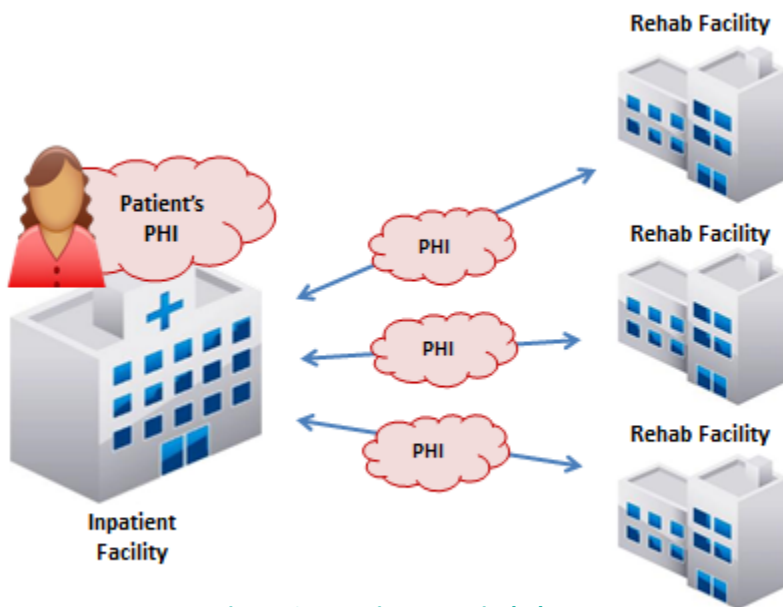 Rehab Facility
Patient's
PHI
PHI
Rehab Facility
PHI
Rehab Facility
PHI
Inpatient
Facility